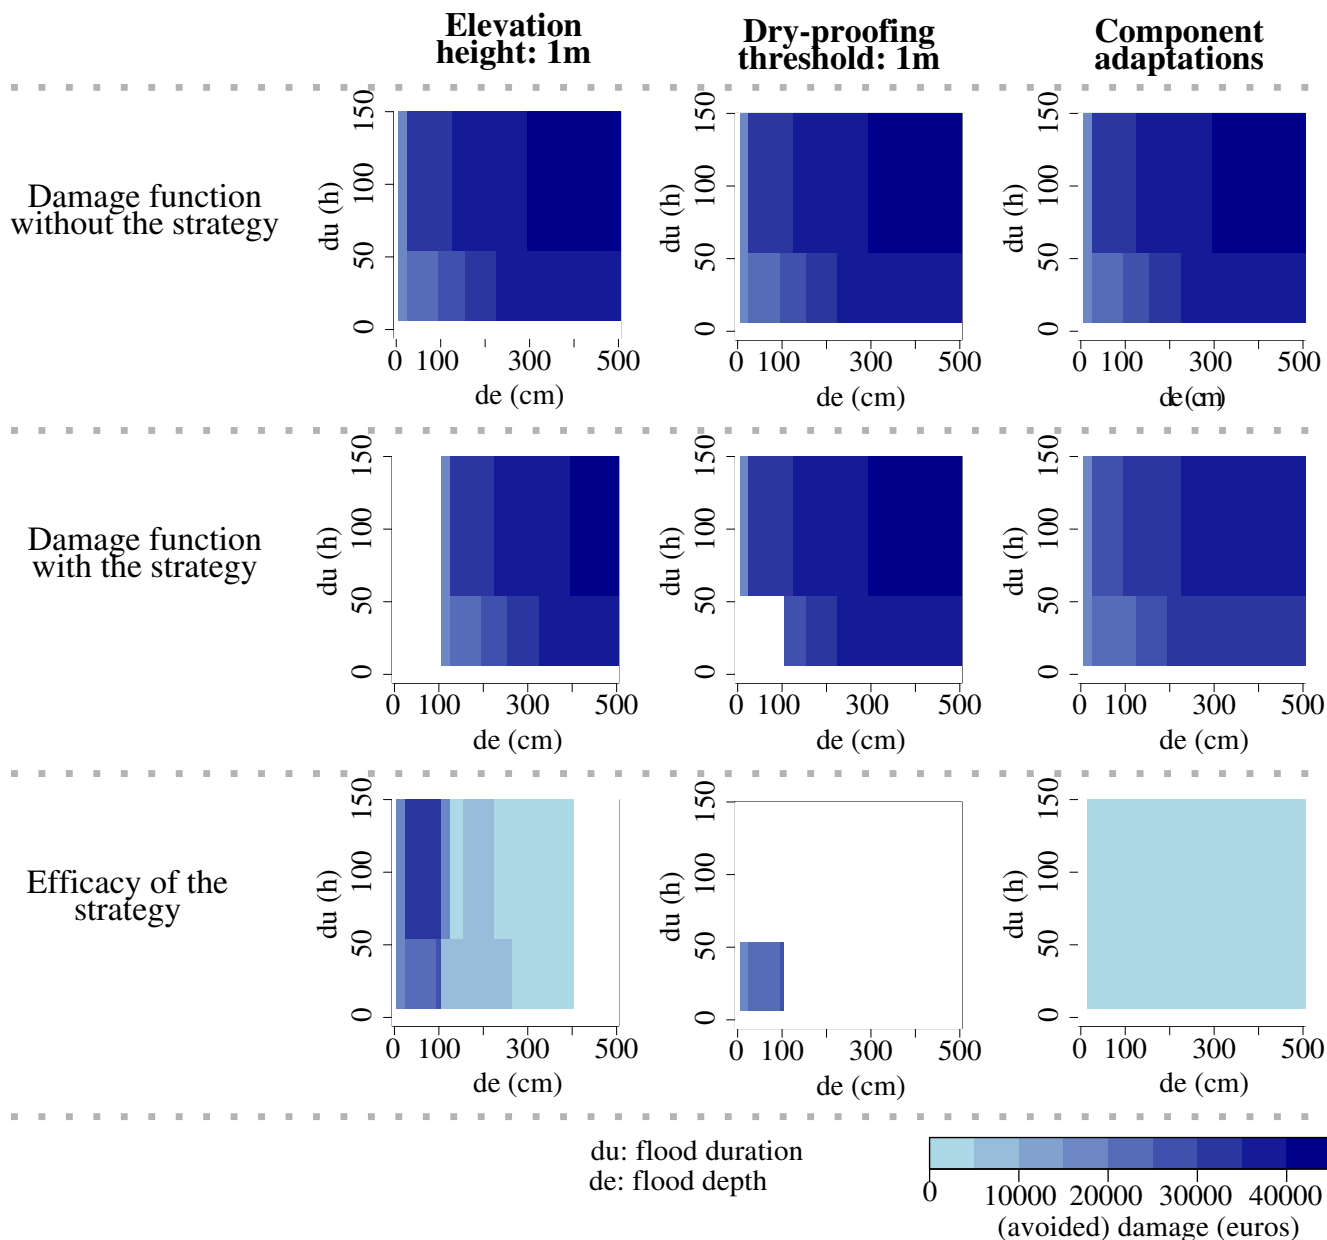 Elevation
height: 1m
Dry-proofing
threshold: 1m
Component
adaptations
Damage function
without the strategy
du (h)
0 50 100 150
0 100 300 500
de (cm)
du (h)
0 50 100 150
0 100 300 500
de (cm)
du (h)
0 50 100 150
0 100 300 500
de (cm)
Damage function
with the strategy
du (h)
0 50 100 150
0 100 300 500
de (cm)
du (h)
0 50 100 150
0 100 300 500
de (cm)
du (h)
0 50 100 150
0 100 300 500
de (cm)
Efficacy of the
strategy
du (h)
0 50 100 150
0 100 300 500
de (cm)
du (h)
0 50 100 150
0 100 300 500
de (cm)
du (h)
0 50 100 150
0 100 300 500
de (cm)
du: flood duration
de: flood depth
0 10000 20000 30000 40000
(avoided) damage (euros)